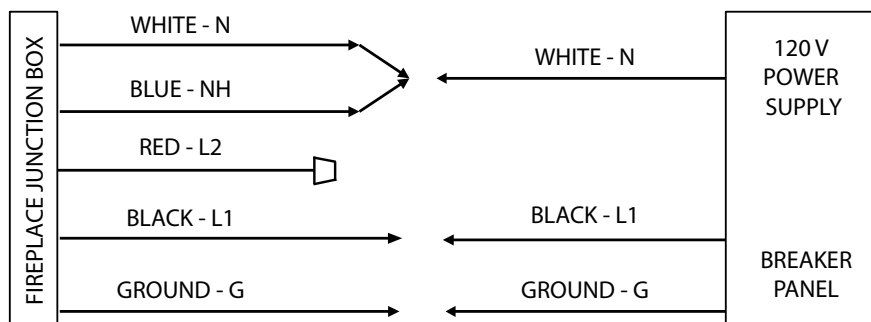 FIREPLACE JUNCTION BOX
WHITE - N
BLUE - NH
RED - L2
BLACK - L1
GROUND - G
WHITE - N
BLACK - L1
GROUND - G
120 V
POWER
SUPPLY
BREAKER
PANEL